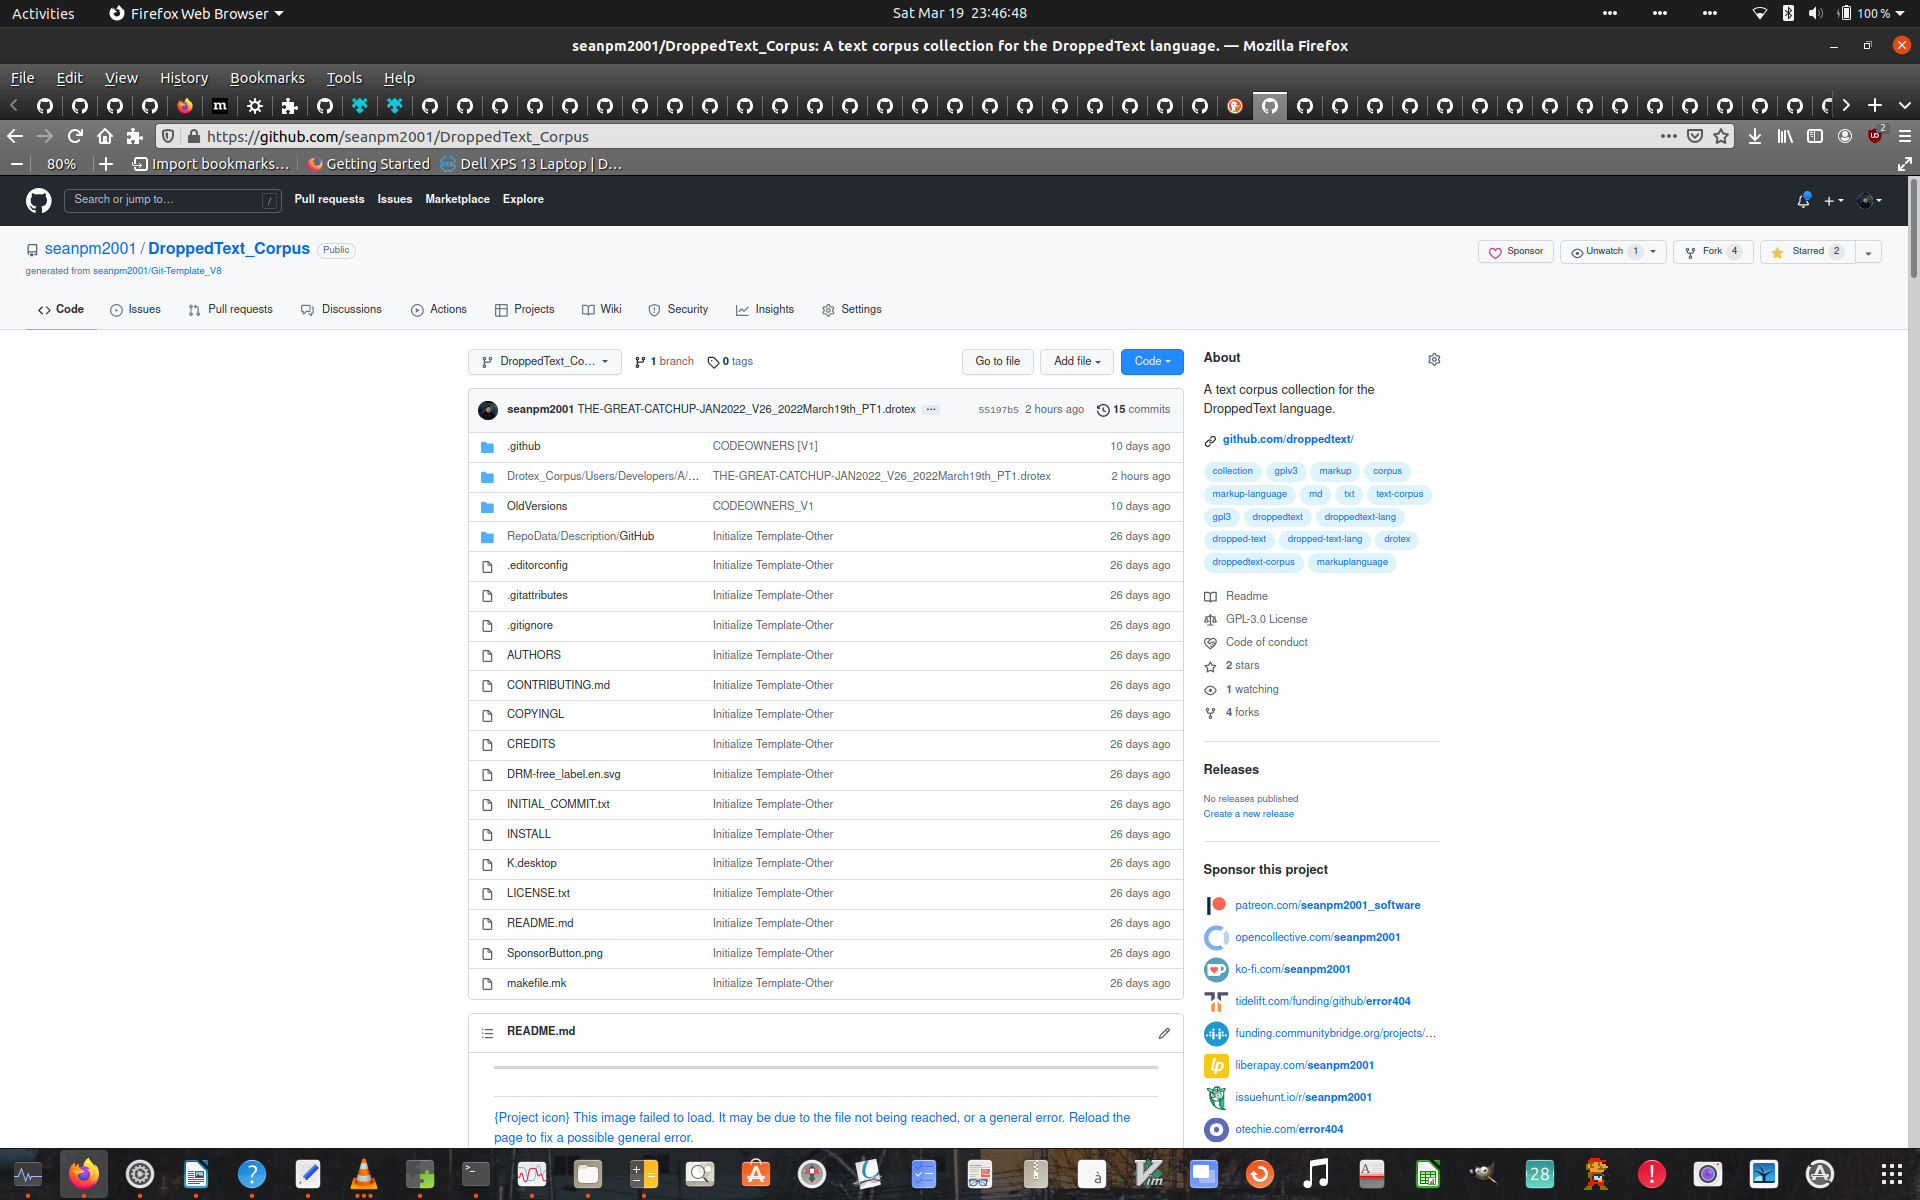 Activities Firefox Web Browser Sat Mar 19 23:46:48 100 %
seanpm2001/DroppedText_Corpus: A text corpus collection for the DroppedText language. — Mozilla Firefox
File Edit View History Bookmarks Tools Help
https://github.com/seanpm2001/DroppedText_Corpus 2
80% Import bookmarks... Getting Started Dell XPS 13 Laptop | D...
Search or jump to... / Pull requests Issues Marketplace Explore
seanpm2001 / DroppedText_Corpus Public Sponsor Unwatch 1 Fork 4 Starred 2
generated from seanpm2001/Git-Template_V8
Code Issues Pull requests Discussions Actions Projects Wiki Security Insights Settings
DroppedText_Co... 1 branch 0 tags Go to file Add file Code
seanpm2001 THE-GREAT-CATCHUP-JAN2022_V26_2022March19th_PT1.drotex ... 55197b5 2 hours ago 15 commits
.github CODEOWNERS [V1] 10 days ago
Drotex_Corpus/Users/Developers/A/... THE-GREAT-CATCHUP-JAN2022_V26_2022March19th_PT1.drotex 2 hours ago
OldVersions CODEOWNERS_V1 10 days ago
RepoData/Description/GitHub Initialize Template-Other 26 days ago
.editorconfig Initialize Template-Other 26 days ago
.gitattributes Initialize Template-Other 26 days ago
.gitignore Initialize Template-Other 26 days ago
AUTHORS Initialize Template-Other 26 days ago
CONTRIBUTING.md Initialize Template-Other 26 days ago
COPYINGL Initialize Template-Other 26 days ago
CREDITS Initialize Template-Other 26 days ago
DRM-free_label.en.svg Initialize Template-Other 26 days ago
INITIAL_COMMIT.txt Initialize Template-Other 26 days ago
INSTALL Initialize Template-Other 26 days ago
K.desktop Initialize Template-Other 26 days ago
LICENSE.txt Initialize Template-Other 26 days ago
README.md Initialize Template-Other 26 days ago
SponsorButton.png Initialize Template-Other 26 days ago
makefile.mk Initialize Template-Other 26 days ago
README.md
{Project icon} This image failed to load. It may be due to the file not being reached, or a general error. Reload the
page to fix a possible general error.
About
A text corpus collection for the
DroppedText language.
github.com/droppedtext/
collection gplv3 markup corpus
markup-language md txt text-corpus
gpl3 droppedtext droppedtext-lang
dropped-text dropped-text-lang drotex
droppedtext-corpus markuplanguage
Readme
GPL-3.0 License
Code of conduct
2 stars
1 watching
4 forks
Releases
No releases published
Create a new release
Sponsor this project
patreon.com/seanpm2001_software
opencollective.com/seanpm2001
ko-fi.com/seanpm2001
tidelift.com/funding/github/error404
funding.communitybridge.org/projects/...
liberapay.com/seanpm2001
issuehunt.io/r/seanpm2001
otechie.com/error404
28